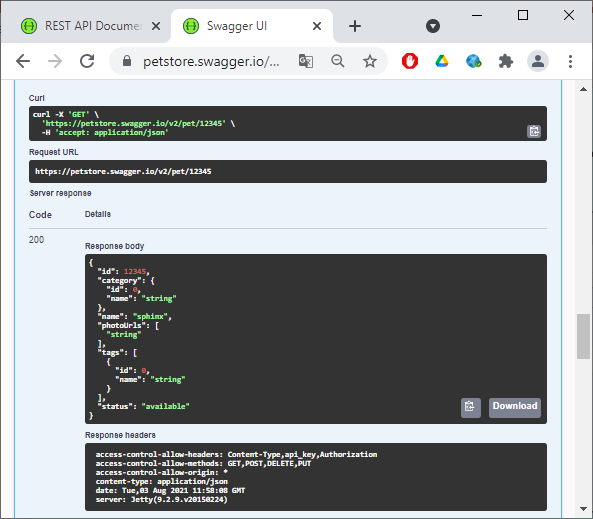 REST API Documen
Swagger UI
petstore.swagger.io/...
Curl
curl -X 'GET' \
'https://petstore.swagger.io/v2/pet/12345' \
-H 'accept: application/json'
Request URL
https://petstore.swagger.io/v2/pet/12345
Server response
Code Details
200
Response body
{
"id": 12345,
"category": {
"id": 0,
"name": "string"
},
"name": "sphinx",
"photoUrls": [
"string"
],
"tags": [
{
"id": 0,
"name": "string"
}
],
"status": "available"
}
Download
Response headers
access-control-allow-headers: Content-Type,api_key,Authorization
access-control-allow-methods: GET,POST,DELETE,PUT
access-control-allow-origin: *
content-type: application/json
date: Tue,03 Aug 2021 11:58:08 GMT
server: Jetty(9.2.9.v20150224)